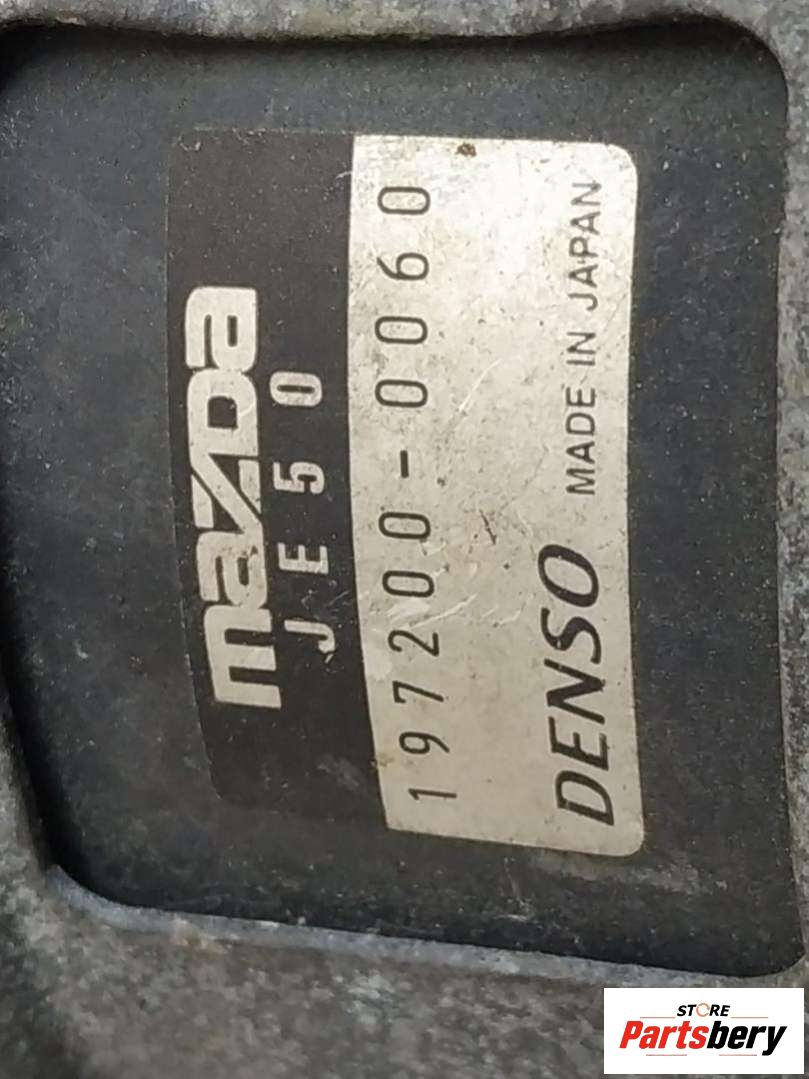 mazda
JE50
197200-0060
DENSO MADE IN JAPAN
STORE
Partsbery